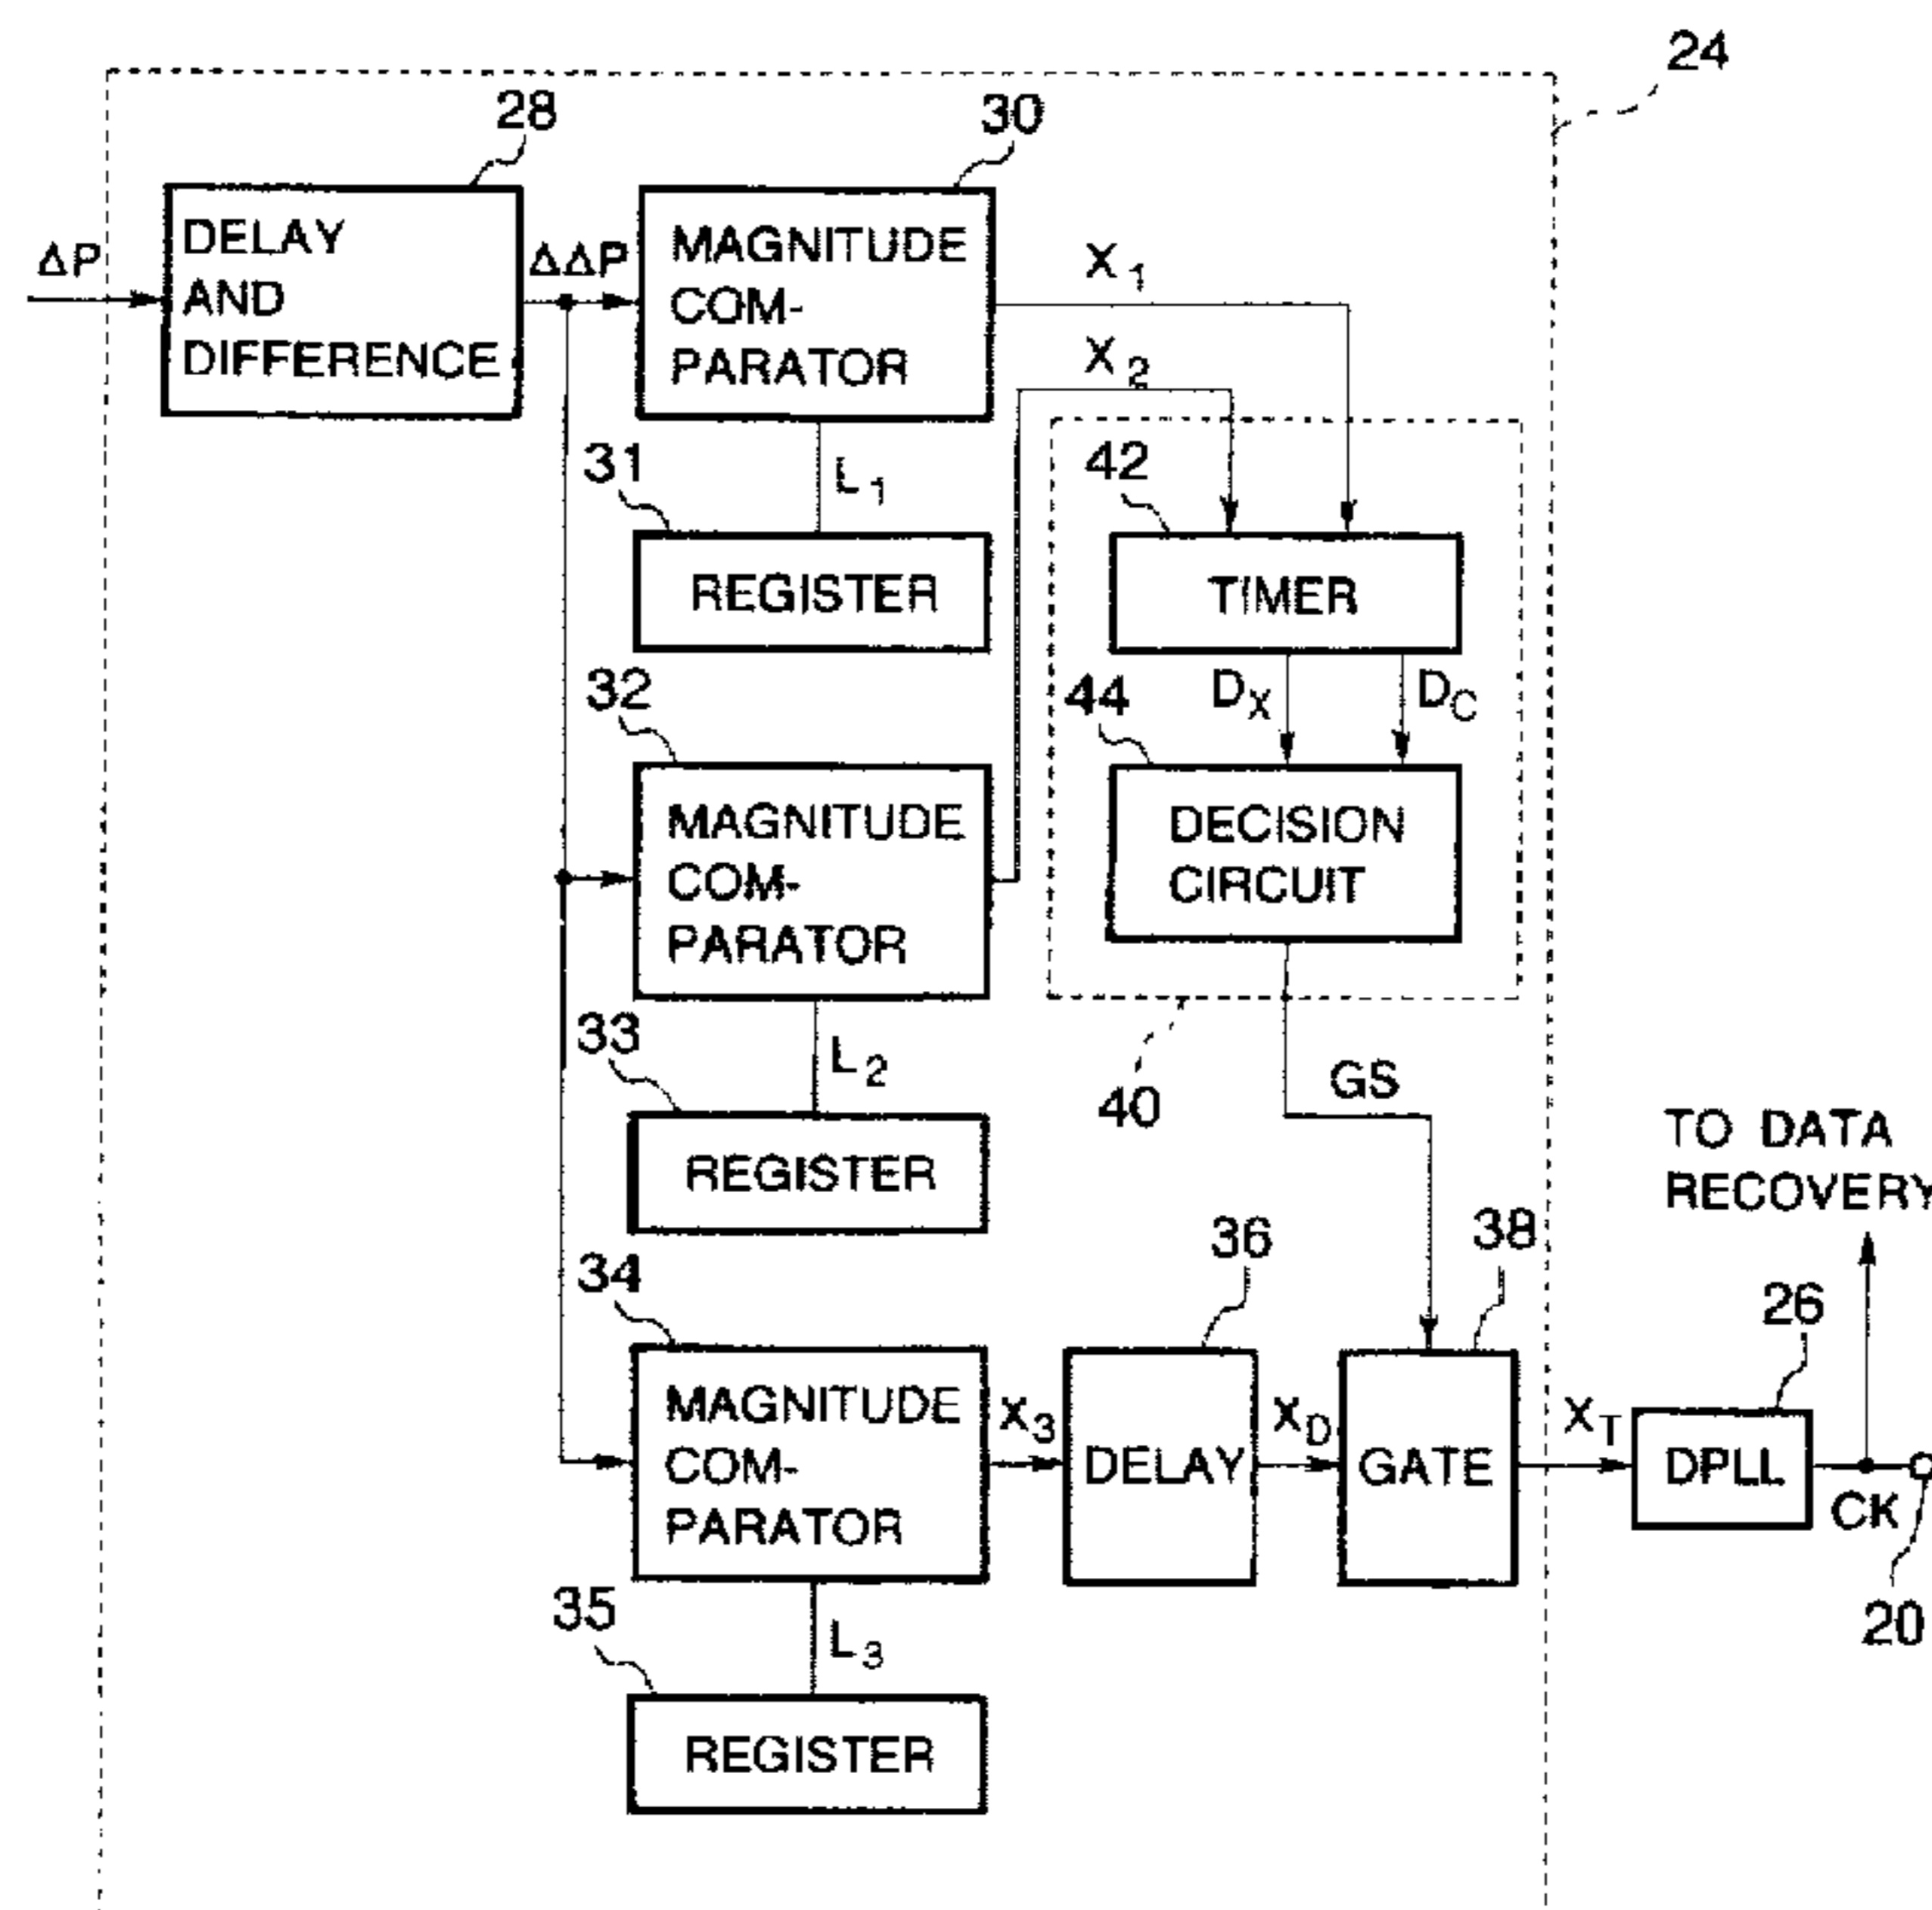 24
28
30
ΔP
DELAY
AND
DIFFERENCE
ΔΔP
MAGNITUDE
COM-
PARATOR
X1
X2
31
L1
42
REGISTER
TIMER
32
44
DX
DC
MAGNITUDE
COM-
PARATOR
DECISION
CIRCUIT
33
L2
40
GS
TO DATA
RECOVERY
REGISTER
34
36
38
26
MAGNITUDE
COM-
PARATOR
X3
DELAY
XD
GATE
XT
DPLL
CK
20
35
L3
REGISTER